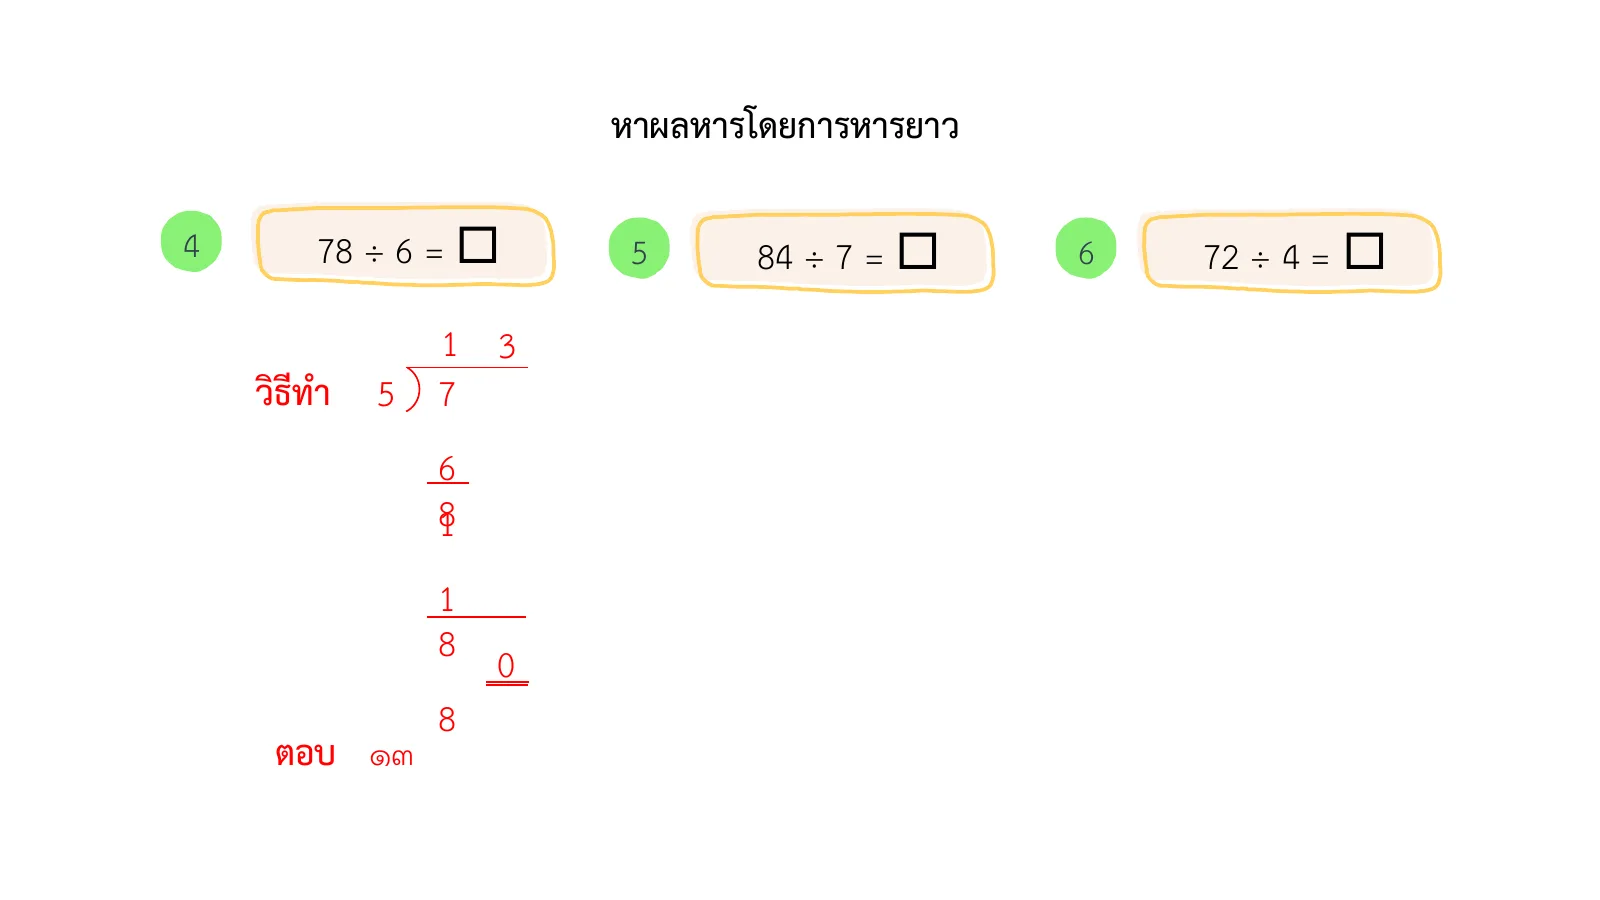 หาผลหารโดยการหารยาว
4 78 ÷ 6 = □
5 84 ÷ 7 = □
6 72 ÷ 4 = □
1 3
วิธีทำ 5 ) 7
6
8
1
1
8
0
8
ตอบ ๑๓